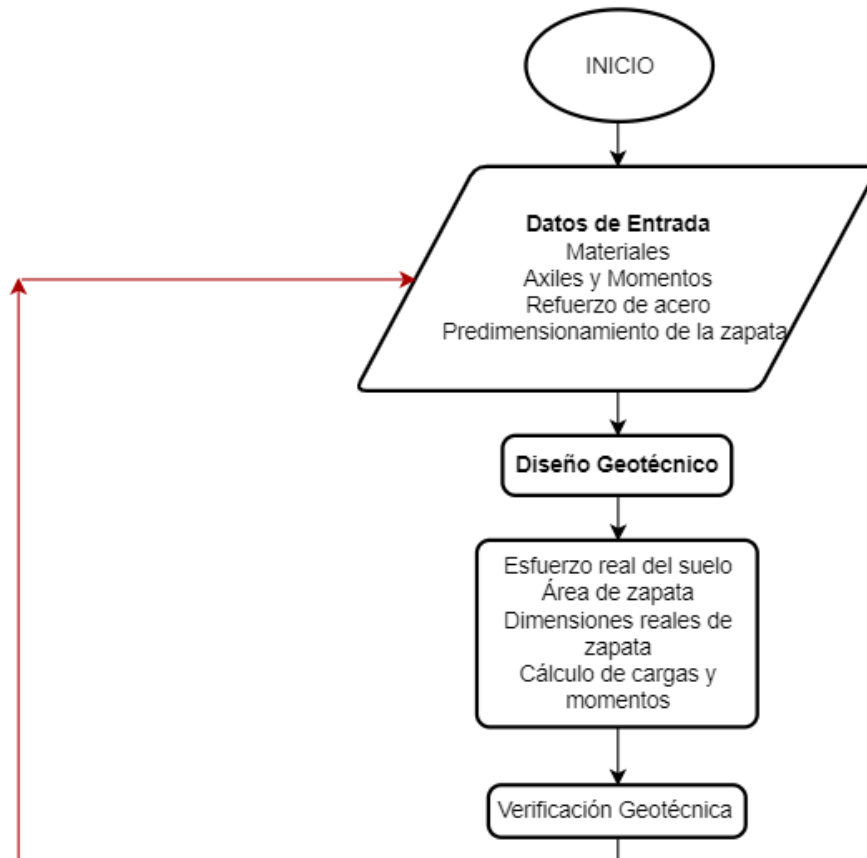 INICIO
Datos de Entrada
Materiales
Axiles y Momentos
Refuerzo de acero
Predimensionamiento de la zapata
Diseño Geotécnico
Esfuerzo real del suelo
Área de zapata
Dimensiones reales de
zapata
Cálculo de cargas y
momentos
Verificación Geotécnica